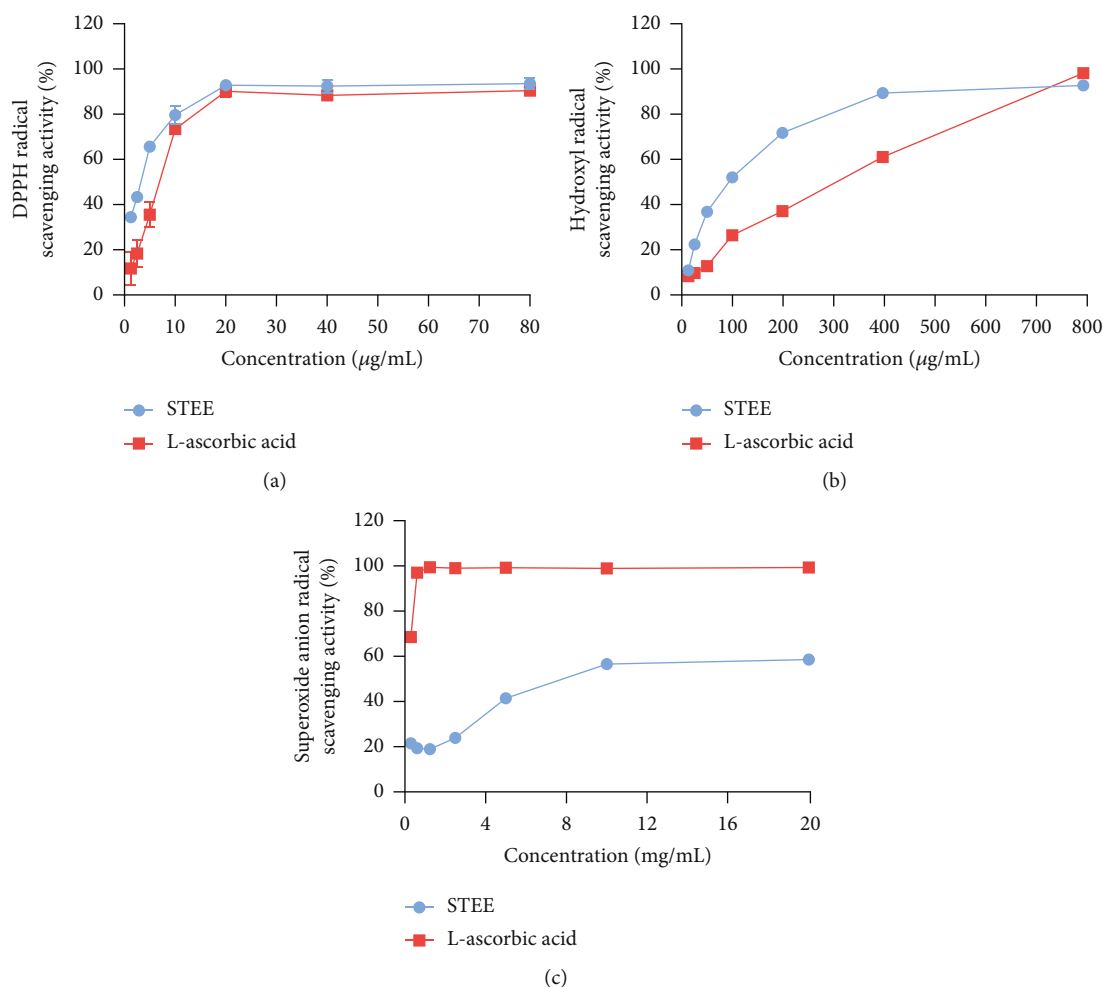 120
100
80
60
40
20
0
DPPH radical
scavenging activity (%)
0 10 20 30 40 50 60 70 80
Concentration (μg/mL)
STEE
L-ascorbic acid
(a)
120
100
80
60
40
20
0
Hydroxyl radical
scavenging activity (%)
0 100 200 300 400 500 600 700 800
Concentration (μg/mL)
STEE
L-ascorbic acid
(b)
120
100
80
60
40
20
0
Superoxide anion radical
scavenging activity (%)
0 4 8 12 16 20
Concentration (mg/mL)
STEE
L-ascorbic acid
(c)